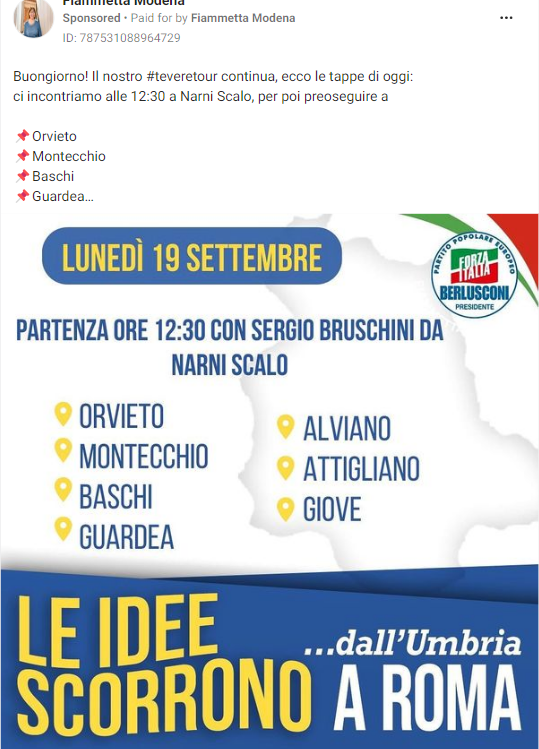 Fiammetta Modena
Sponsored • Paid for by Fiammetta Modena
ID: 787531088964729
Buongiorno! Il nostro #teveretour continua, ecco le tappe di oggi:
ci incontriamo alle 12:30 a Narni Scalo, per poi preoseguire a
📌Orvieto
📌Montecchio
📌Baschi
📌Guardea…
LUNEDÌ 19 SETTEMBRE
PARTITO POPOLARE EUROPEO
FORZA
ITALIA
BERLUSCONI
PRESIDENTE
PARTENZA ORE 12:30 CON SERGIO BRUSCHINI DA
NARNI SCALO
ORVIETO
MONTECCHIO
BASCHI
GUARDEA
ALVIANO
ATTIGLIANO
GIOVE
LE IDEE
SCORRONO
...dall'Umbria
A ROMA